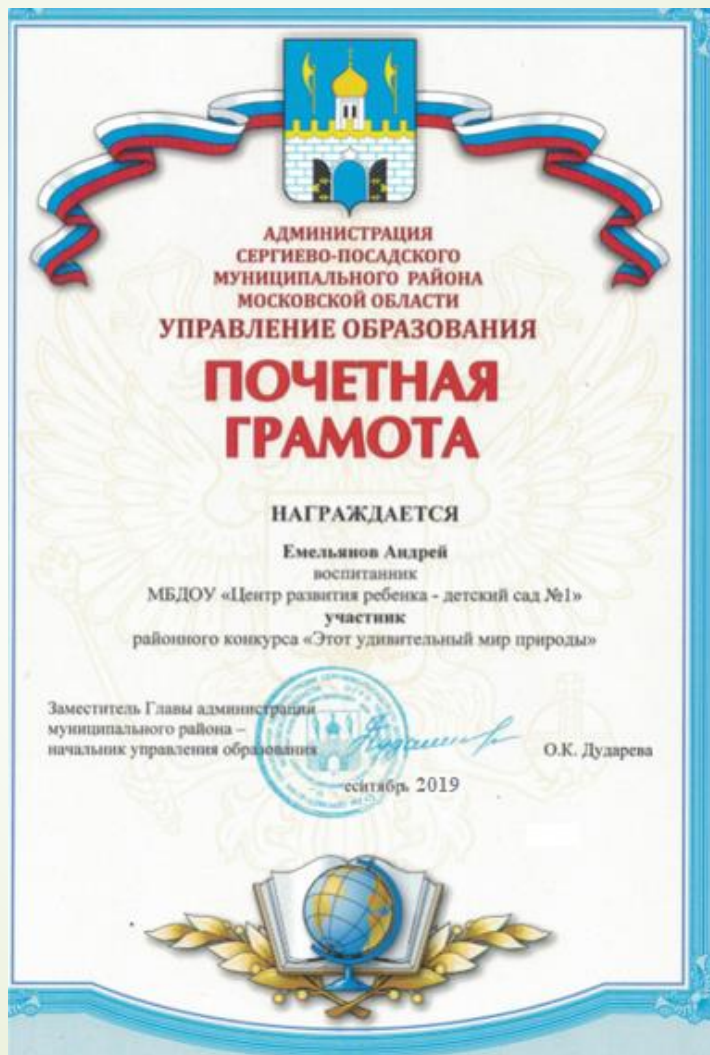 АДМИНИСТРАЦИЯ
СЕРГИЕВО-ПОСАДСКОГО
МУНИЦИПАЛЬНОГО РАЙОНА
МОСКОВСКОЙ ОБЛАСТИ
УПРАВЛЕНИЕ ОБРАЗОВАНИЯ
ПОЧЕТНАЯ
ГРАМОТА
НАГРАЖДАЕТСЯ
Емельянов Андрей
воспитанник
МБДОУ «Центр развития ребенка - детский сад №1»
участник
районного конкурса «Этот удивительный мир природы»
Заместитель Главы администрации
муниципального района –
начальник управления образования
О.К. Дударева
сентябрь 2019